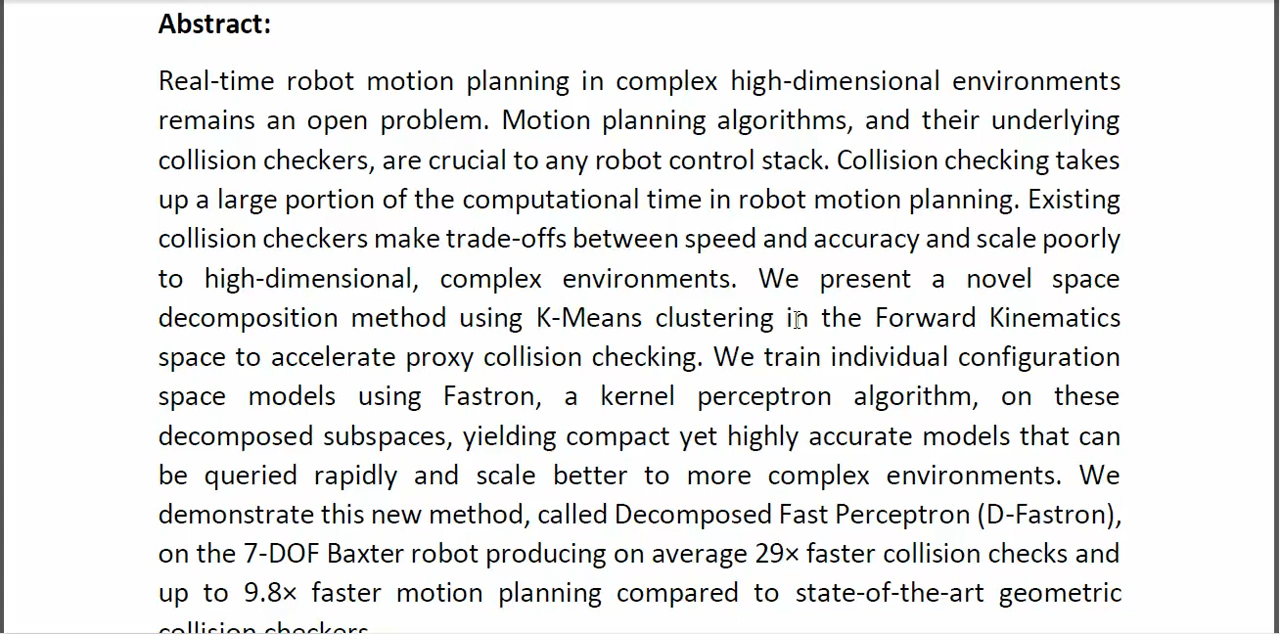 Abstract:
Real-time robot motion planning in complex high-dimensional environments
remains an open problem. Motion planning algorithms, and their underlying
collision checkers, are crucial to any robot control stack. Collision checking takes
up a large portion of the computational time in robot motion planning. Existing
collision checkers make trade-offs between speed and accuracy and scale poorly
to high-dimensional, complex environments. We present a novel space
decomposition method using K-Means clustering in the Forward Kinematics
space to accelerate proxy collision checking. We train individual configuration
space models using Fastron, a kernel perceptron algorithm, on these
decomposed subspaces, yielding compact yet highly accurate models that can
be queried rapidly and scale better to more complex environments. We
demonstrate this new method, called Decomposed Fast Perceptron (D-Fastron),
on the 7-DOF Baxter robot producing on average 29× faster collision checks and
up to 9.8× faster motion planning compared to state-of-the-art geometric
collision checkers.